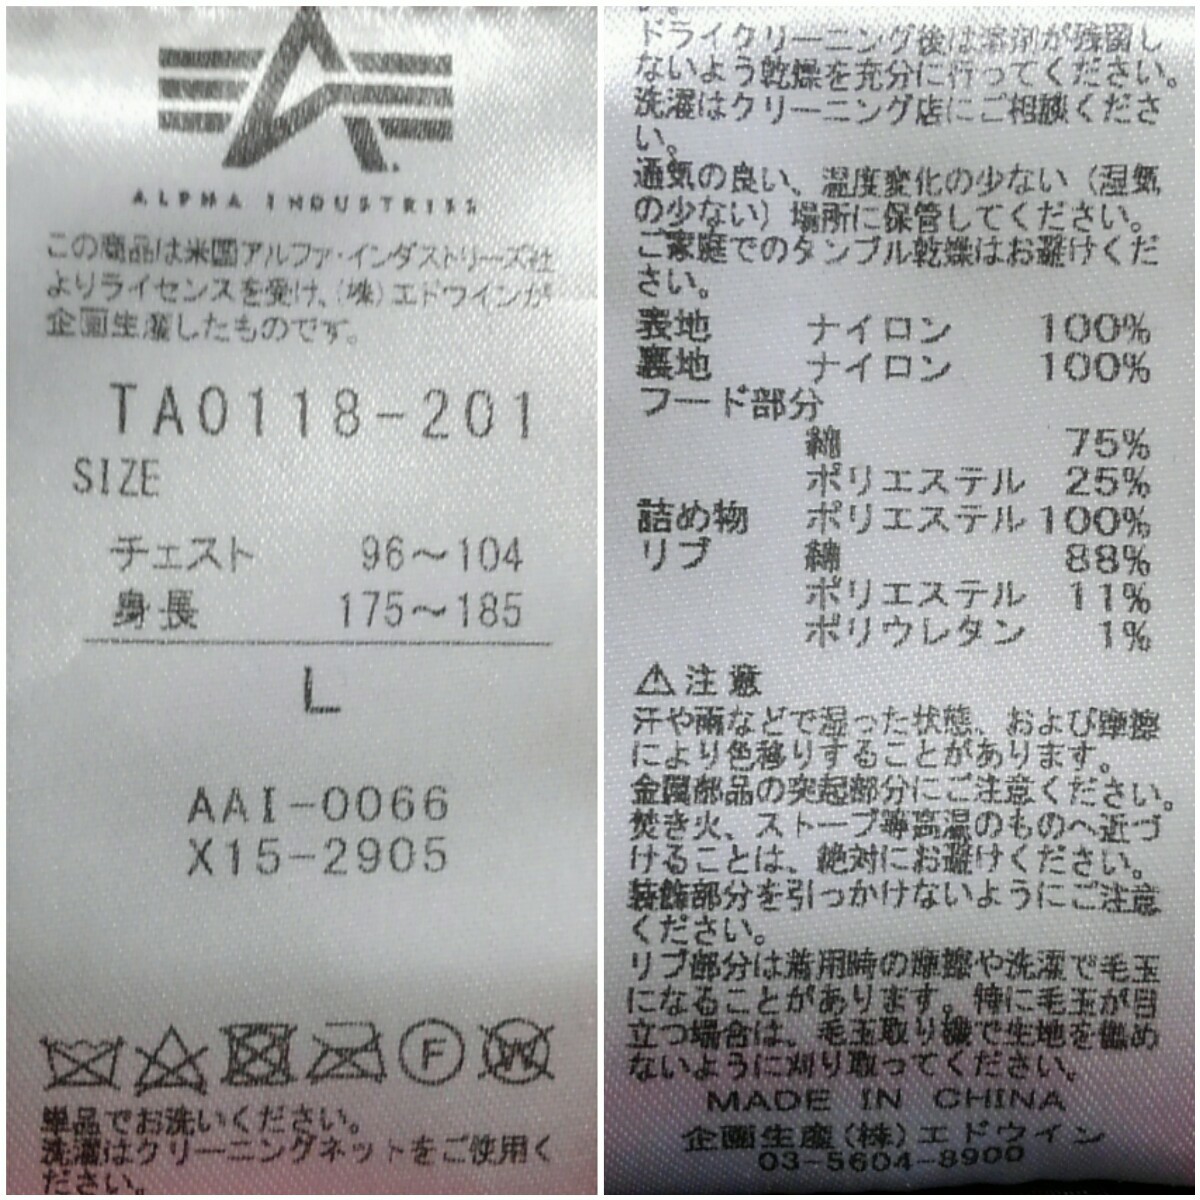 ALPHA INDUSTRIES
この商品は米国アルファ・インダストリーズ社
よりライセンスを受け、(株)エドウインが
企画生産したものです。
TA0118-201
SIZE
チェスト 96～104
身長 175～185
L
AAI-0066
X15-2905
F W
単品でお洗いください。
洗濯はクリーニングネットをご使用く
ださい。
す。
ドライクリーニング後は溶剤が残留し
ないよう乾燥を充分に行ってください。
洗濯はクリーニング店にご相談くださ
い。
通気の良い、温度変化の少ない(湿気
の少ない)場所に保管してください。
ご家庭でのタンブル乾燥はお避けくだ
さい。
表地 ナイロン 100%
裏地 ナイロン 100%
フード部分
綿 75%
ポリエステル 25%
詰め物 ポリエステル 100%
リブ 綿 88%
ポリエステル 11%
ポリウレタン 1%
⚠注意
汗や雨などで湿った状態、および摩擦
により色移りすることがあります。
金属部品の突起部分にご注意ください。
焚き火、ストーブ等高温のものへ近づ
けることは、絶対にお避けください。
装飾部分を引っかけないようにご注意
ください。
リブ部分は着用時の摩擦や洗濯で毛玉
になることがあります。特に毛玉が目
立つ場合は、毛玉取り機で生地を傷め
ないように刈り取ってください。
MADE IN CHINA
企画生産(株)エドウイン
03-5604-8900